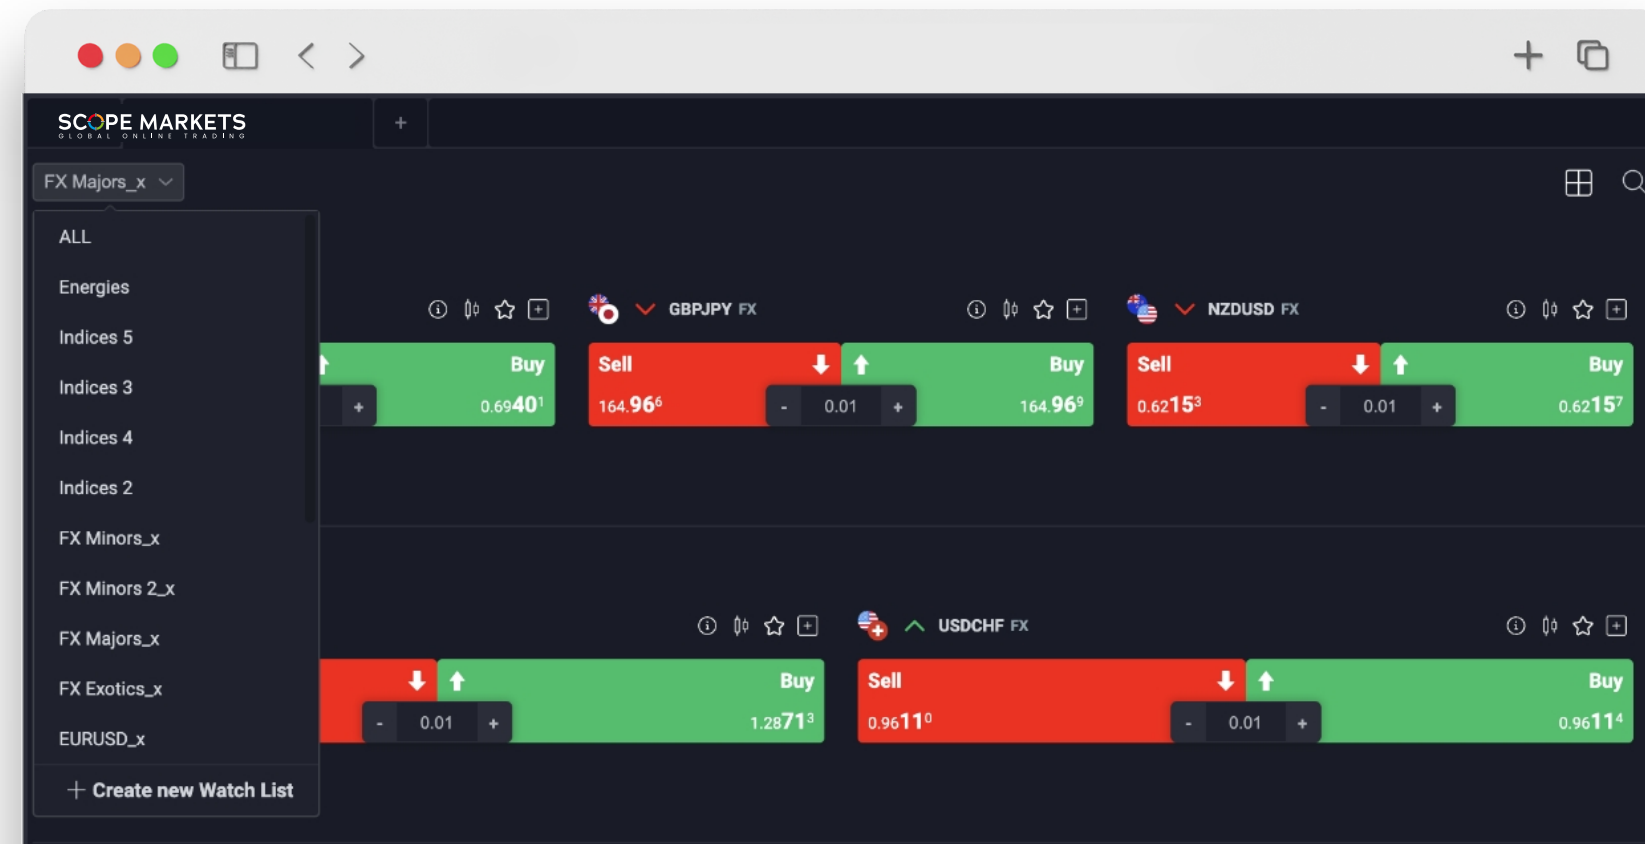 SCOPE MARKETS
GLOBAL ONLINE TRADING
+
FX Majors_x
ALL
Energies
Indices 5
Indices 3
Indices 4
Indices 2
FX Minors_x
FX Minors 2_x
FX Majors_x
FX Exotics_x
EURUSD_x
+ Create new Watch List
Buy
+ 0.69401
GBPJPY FX
Sell Buy
164.966 - 0.01 + 164.969
NZDUSD FX
Sell Buy
0.62153 - 0.01 + 0.62157
Buy
- 0.01 + 1.28713
USDCHF FX
Sell Buy
0.96110 - 0.01 + 0.96114